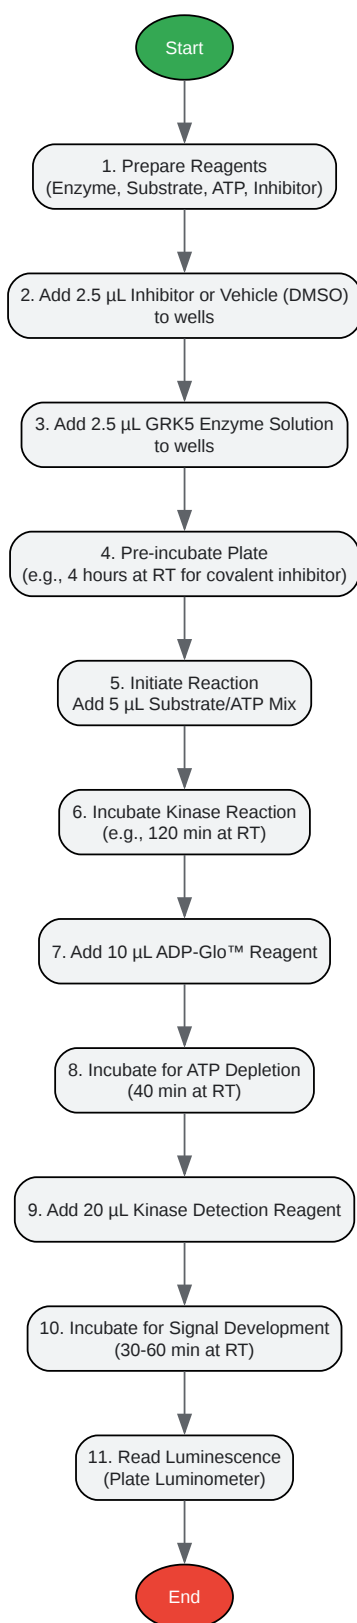 Start
1. Prepare Reagents
(Enzyme, Substrate, ATP, Inhibitor)
2. Add 2.5 µL Inhibitor or Vehicle (DMSO)
to wells
3. Add 2.5 µL GRK5 Enzyme Solution
to wells
4. Pre-incubate Plate
(e.g., 4 hours at RT for covalent inhibitor)
5. Initiate Reaction
Add 5 µL Substrate/ATP Mix
6. Incubate Kinase Reaction
(e.g., 120 min at RT)
7. Add 10 µL ADP-Glo™ Reagent
8. Incubate for ATP Depletion
(40 min at RT)
9. Add 20 µL Kinase Detection Reagent
10. Incubate for Signal Development
(30-60 min at RT)
11. Read Luminescence
(Plate Luminometer)
End